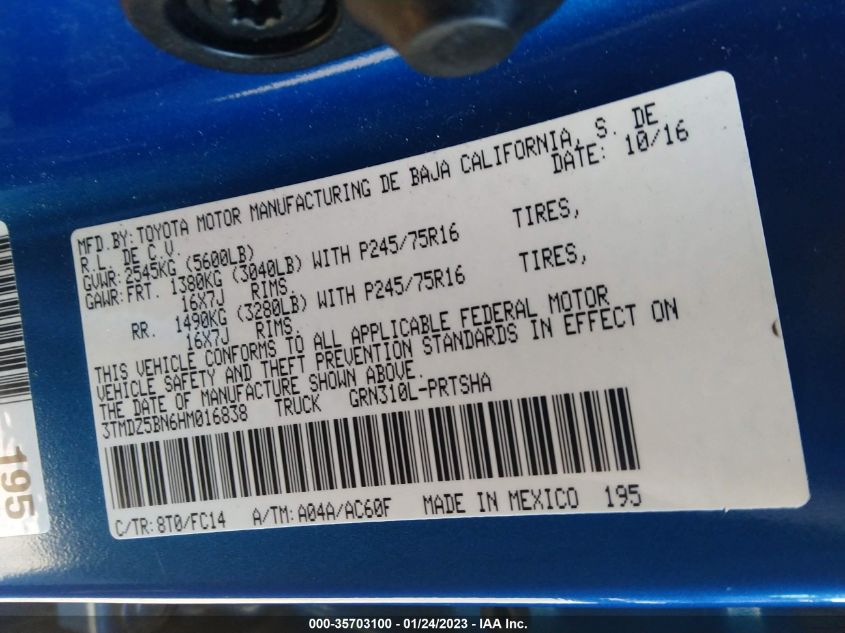 MFD.BY:TOYOTA MOTOR MANUFACTURING DE BAJA CALIFORNIA, S. DE
R.L. DE C.V. DATE: 10/16
GVWR:2545KG (5600LB)
GAWR:FRT. 1380KG (3040LB) WITH P245/75R16 TIRES,
16X7J RIMS.
RR. 1490KG (3280LB) WITH P245/75R16 TIRES,
16X7J RIMS.
THIS VEHICLE CONFORMS TO ALL APPLICABLE FEDERAL MOTOR
VEHICLE SAFETY AND THEFT PREVENTION STANDARDS IN EFFECT ON
THE DATE OF MANUFACTURE SHOWN ABOVE.
3TMDZ5BN6HM016838 TRUCK GRN310L-PRTSHA
C/TR:8T0/FC14 A/TM:A04A/AC60F MADE IN MEXICO 195
195
000-35703100 - 01/24/2023 - IAA Inc.